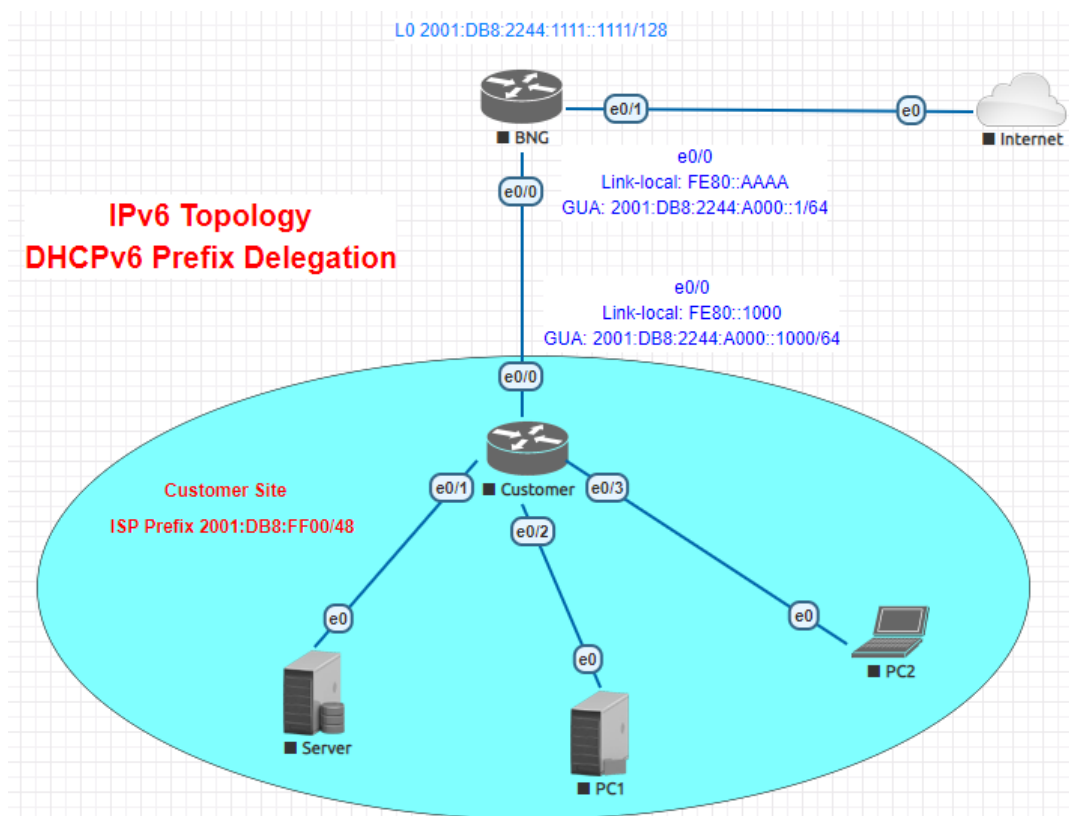 L0 2001:DB8:2244:1111::1111/128
e0/1
e0
BNG
Internet
e0/0
e0/0
Link-local: FE80::AAAA
GUA: 2001:DB8:2244:A000::1/64
IPv6 Topology
DHCPv6 Prefix Delegation
e0/0
Link-local: FE80::1000
GUA: 2001:DB8:2244:A000::1000/64
e0/0
Customer Site
ISP Prefix 2001:DB8:FF00/48
e0/1
Customer
e0/3
e0/2
e0
e0
e0
PC2
Server
PC1